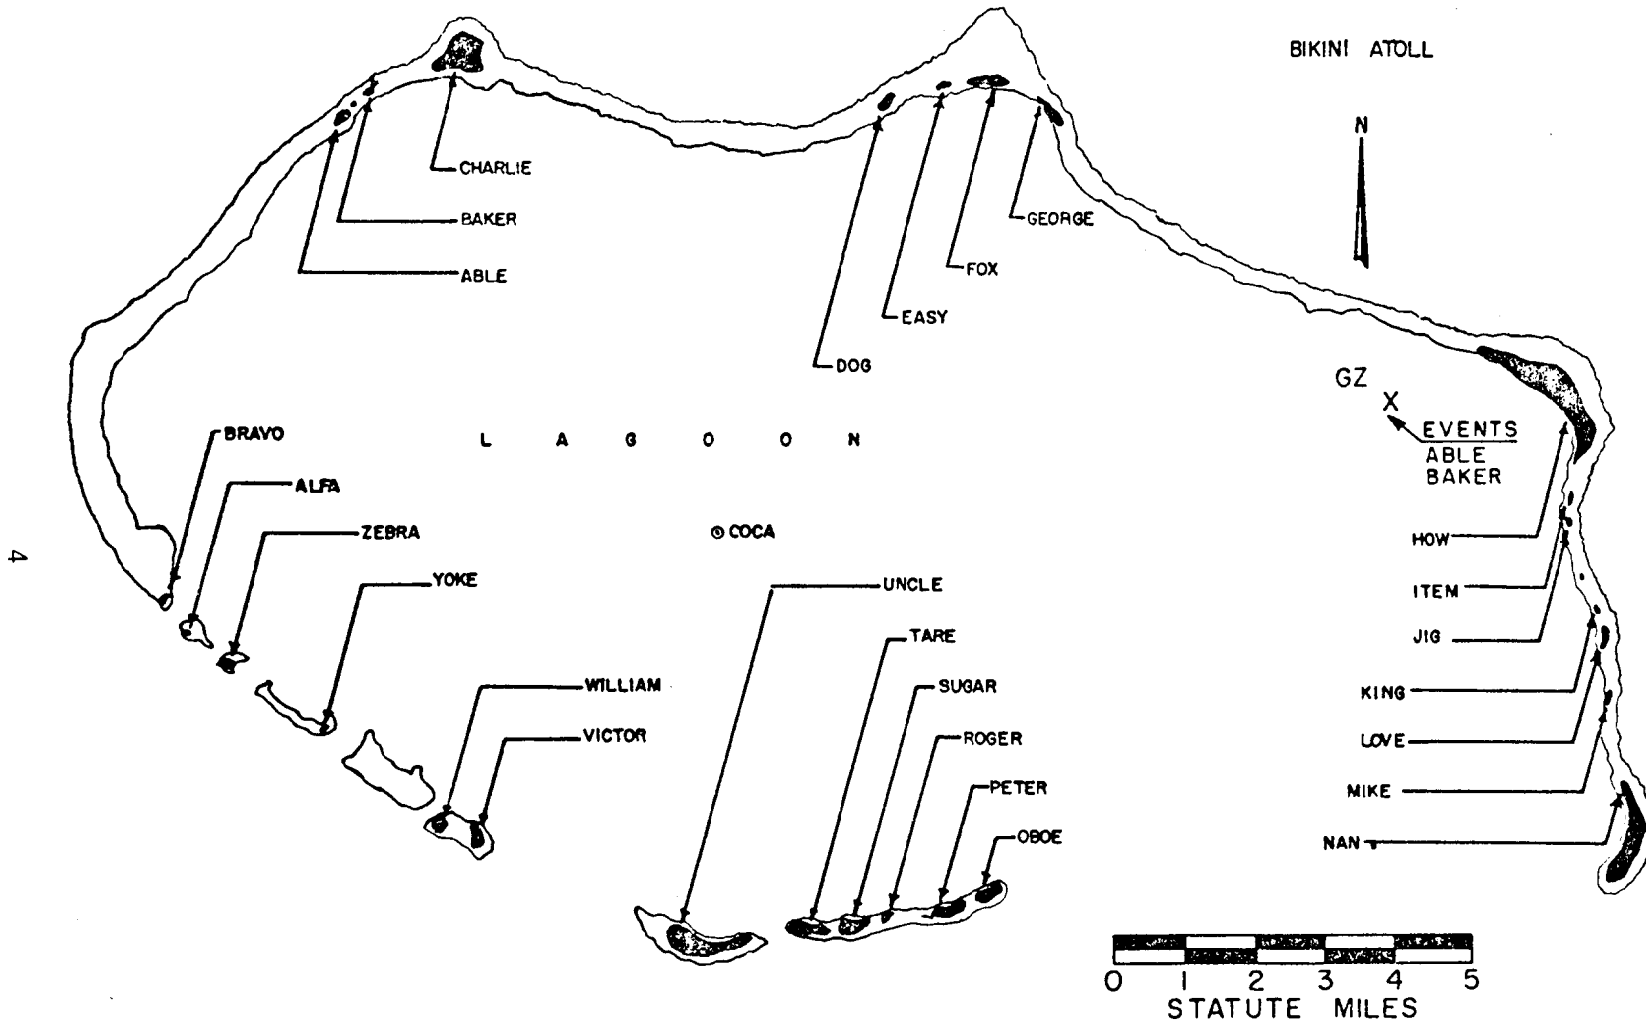 BIKINI ATOLL
N
CHARLIE
BAKER
ABLE
GEORGE
FOX
EASY
DOG
GZ
X
EVENTS
ABLE
BAKER
BRAVO
LAGOON
ALFA
ZEBRA
COCA
YOKE
UNCLE
TARE
WILLIAM
SUGAR
VICTOR
ROGER
PETER
OBOE
HOW
ITEM
JIG
KING
LOVE
MIKE
NAN
4
0 1 2 3 4 5
STATUTE MILES